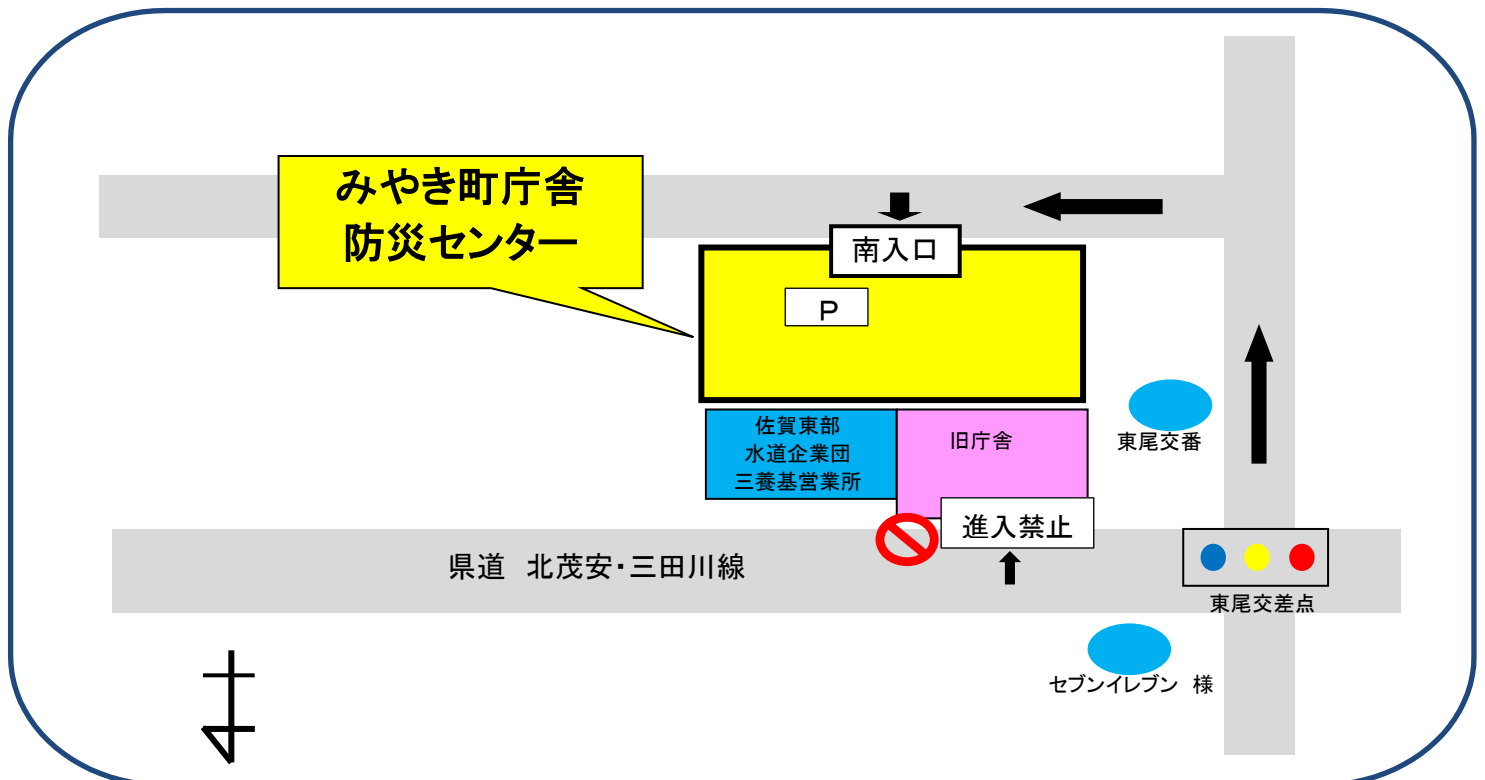 みやき町庁舎
防災センター
南入口
P
佐賀東部
水道企業団
三養基営業所
旧庁舎
東尾交番
進入禁止
県道 北茂安・三田川線
東尾交差点
セブンイレブン 様